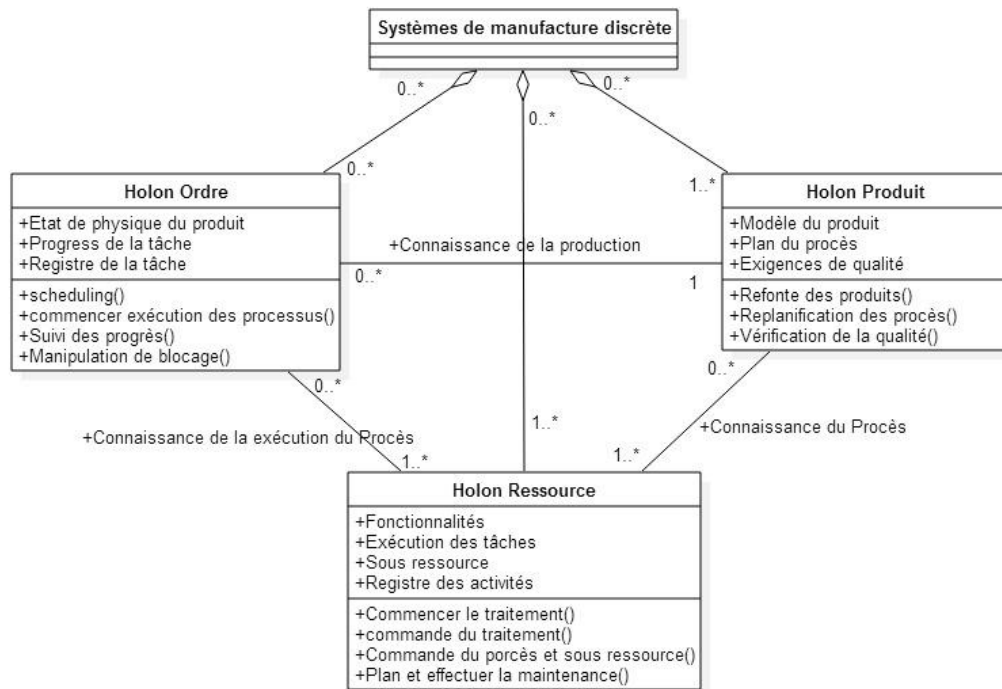 Systèmes de manufacture discrète
0..*
0..*
0..*
0..*
1..*
Holon Ordre
+Etat de physique du produit
+Progress de la tâche
+Registre de la tâche
+scheduling()
+commencer exécution des processus()
+Suivi des progrès()
+Manipulation de blocage()
+Connaissance de la production
0..*
1
Holon Produit
+Modèle du produit
+Plan du procès
+Exigences de qualité
+Refonte des produits()
+Replanification des procès()
+Vérification de la qualité()
0..*
0..*
+Connaissance de la exécution du Procès
1..*
+Connaissance du Procès
1..*
1..*
Holon Ressource
+Fonctionnalités
+Exécution des tâches
+Sous ressource
+Registre des activités
+Commencer le traitement()
+commande du traitement()
+Commande du porcès et sous ressource()
+Plan et effectuer la maintenance()